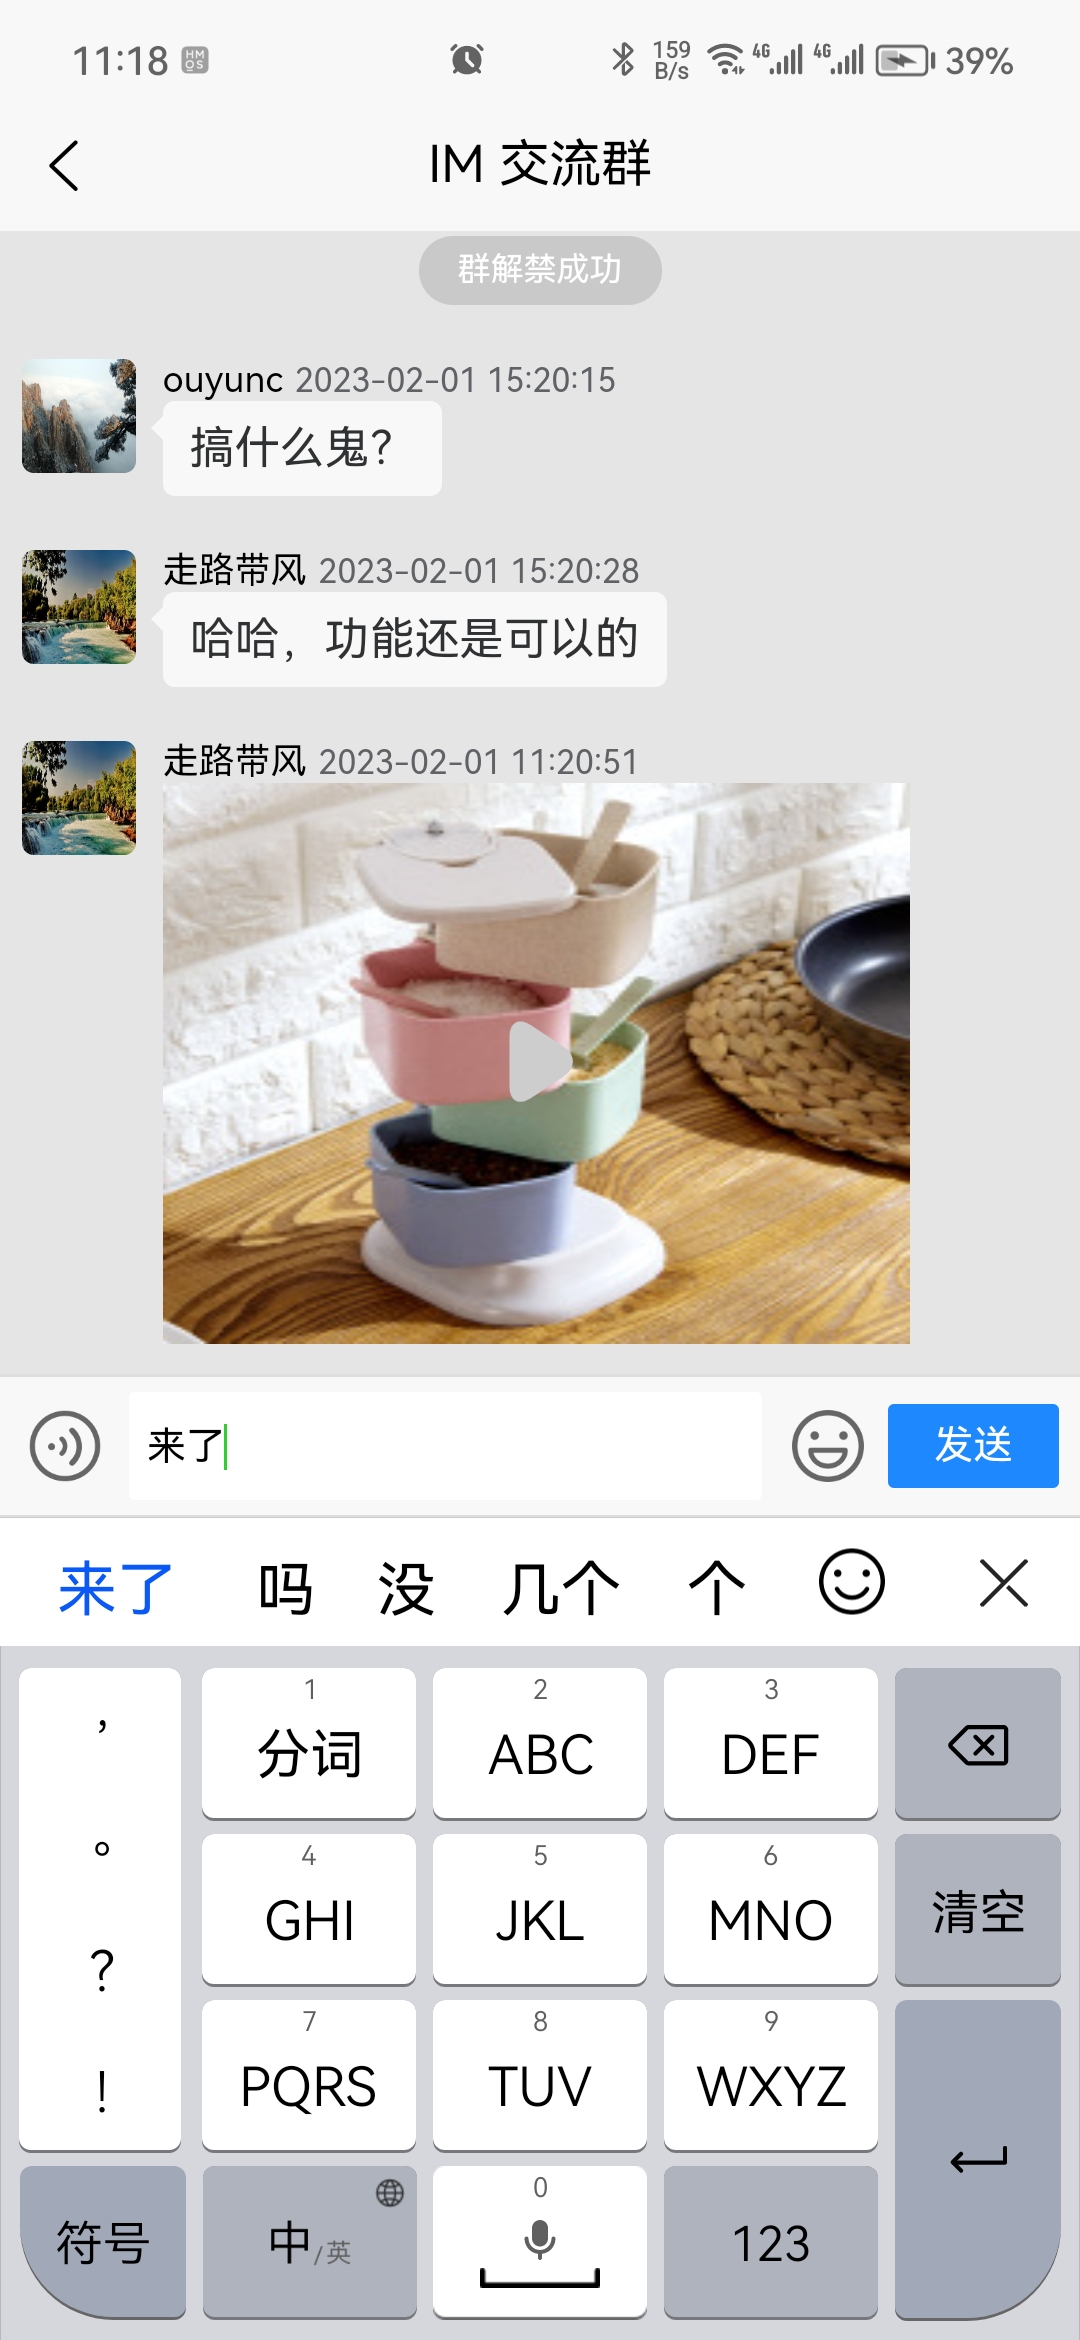 11:18 HM OS 159 B/s 4G 4G 39%
IM 交流群
群解禁成功
ouyunc 2023-02-01 15:20:15
搞什么鬼?
走路带风 2023-02-01 15:20:28
哈哈，功能还是可以的
走路带风 2023-02-01 11:20:51
来了 发送
来了 吗 没 几个 个
，
。
?
!
1 2 3
分词 ABC DEF
4 5 6
GHI JKL MNO 清空
7 8 9
PQRS TUV WXYZ
0
符号 中/英 123